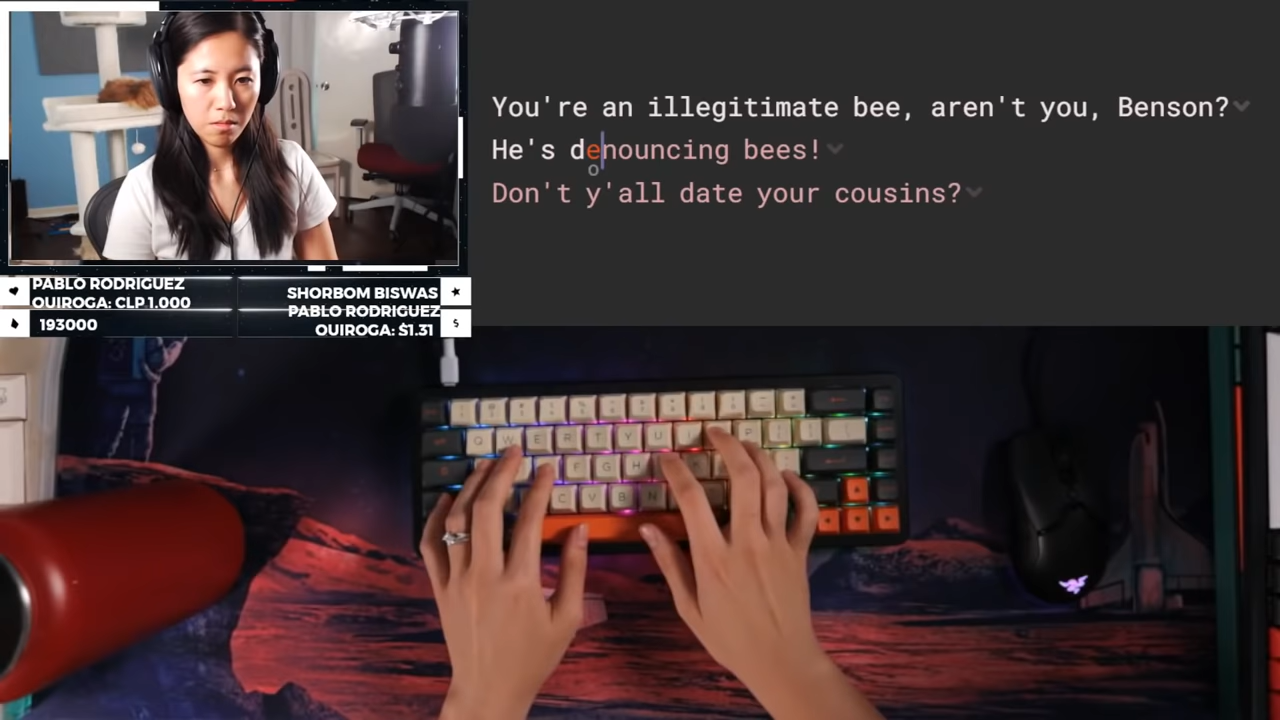 You're an illegitimate bee, aren't you, Benson?
He's denouncing bees!
o
Don't y'all date your cousins?
PABLO RODRIGUEZ
QUIROGA: CLP 1.000
193000
SHORBOM BISWAS
PABLO RODRIGUEZ
QUIROGA: $1.31
Q W E R T Y U I P
F G H
C V B N